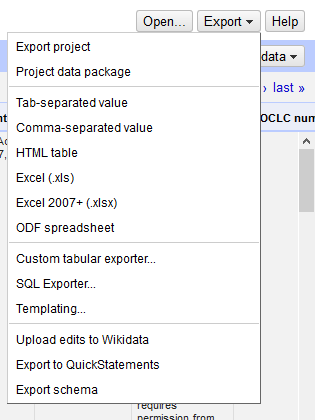 Open... Export Help
Export project
Project data package
data
last »
Tab-separated value
Comma-separated value
OCLC num
HTML table
Excel (.xls)
Excel 2007+ (.xlsx)
ODF spreadsheet
Custom tabular exporter...
SQL Exporter...
Templating...
Upload edits to Wikidata
Export to QuickStatements
Export schema
requires
permission from